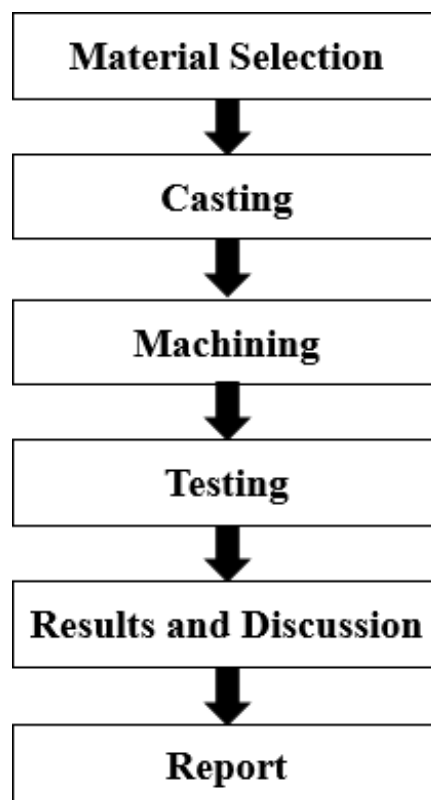 Material Selection
Casting
Machining
Testing
Results and Discussion
Report